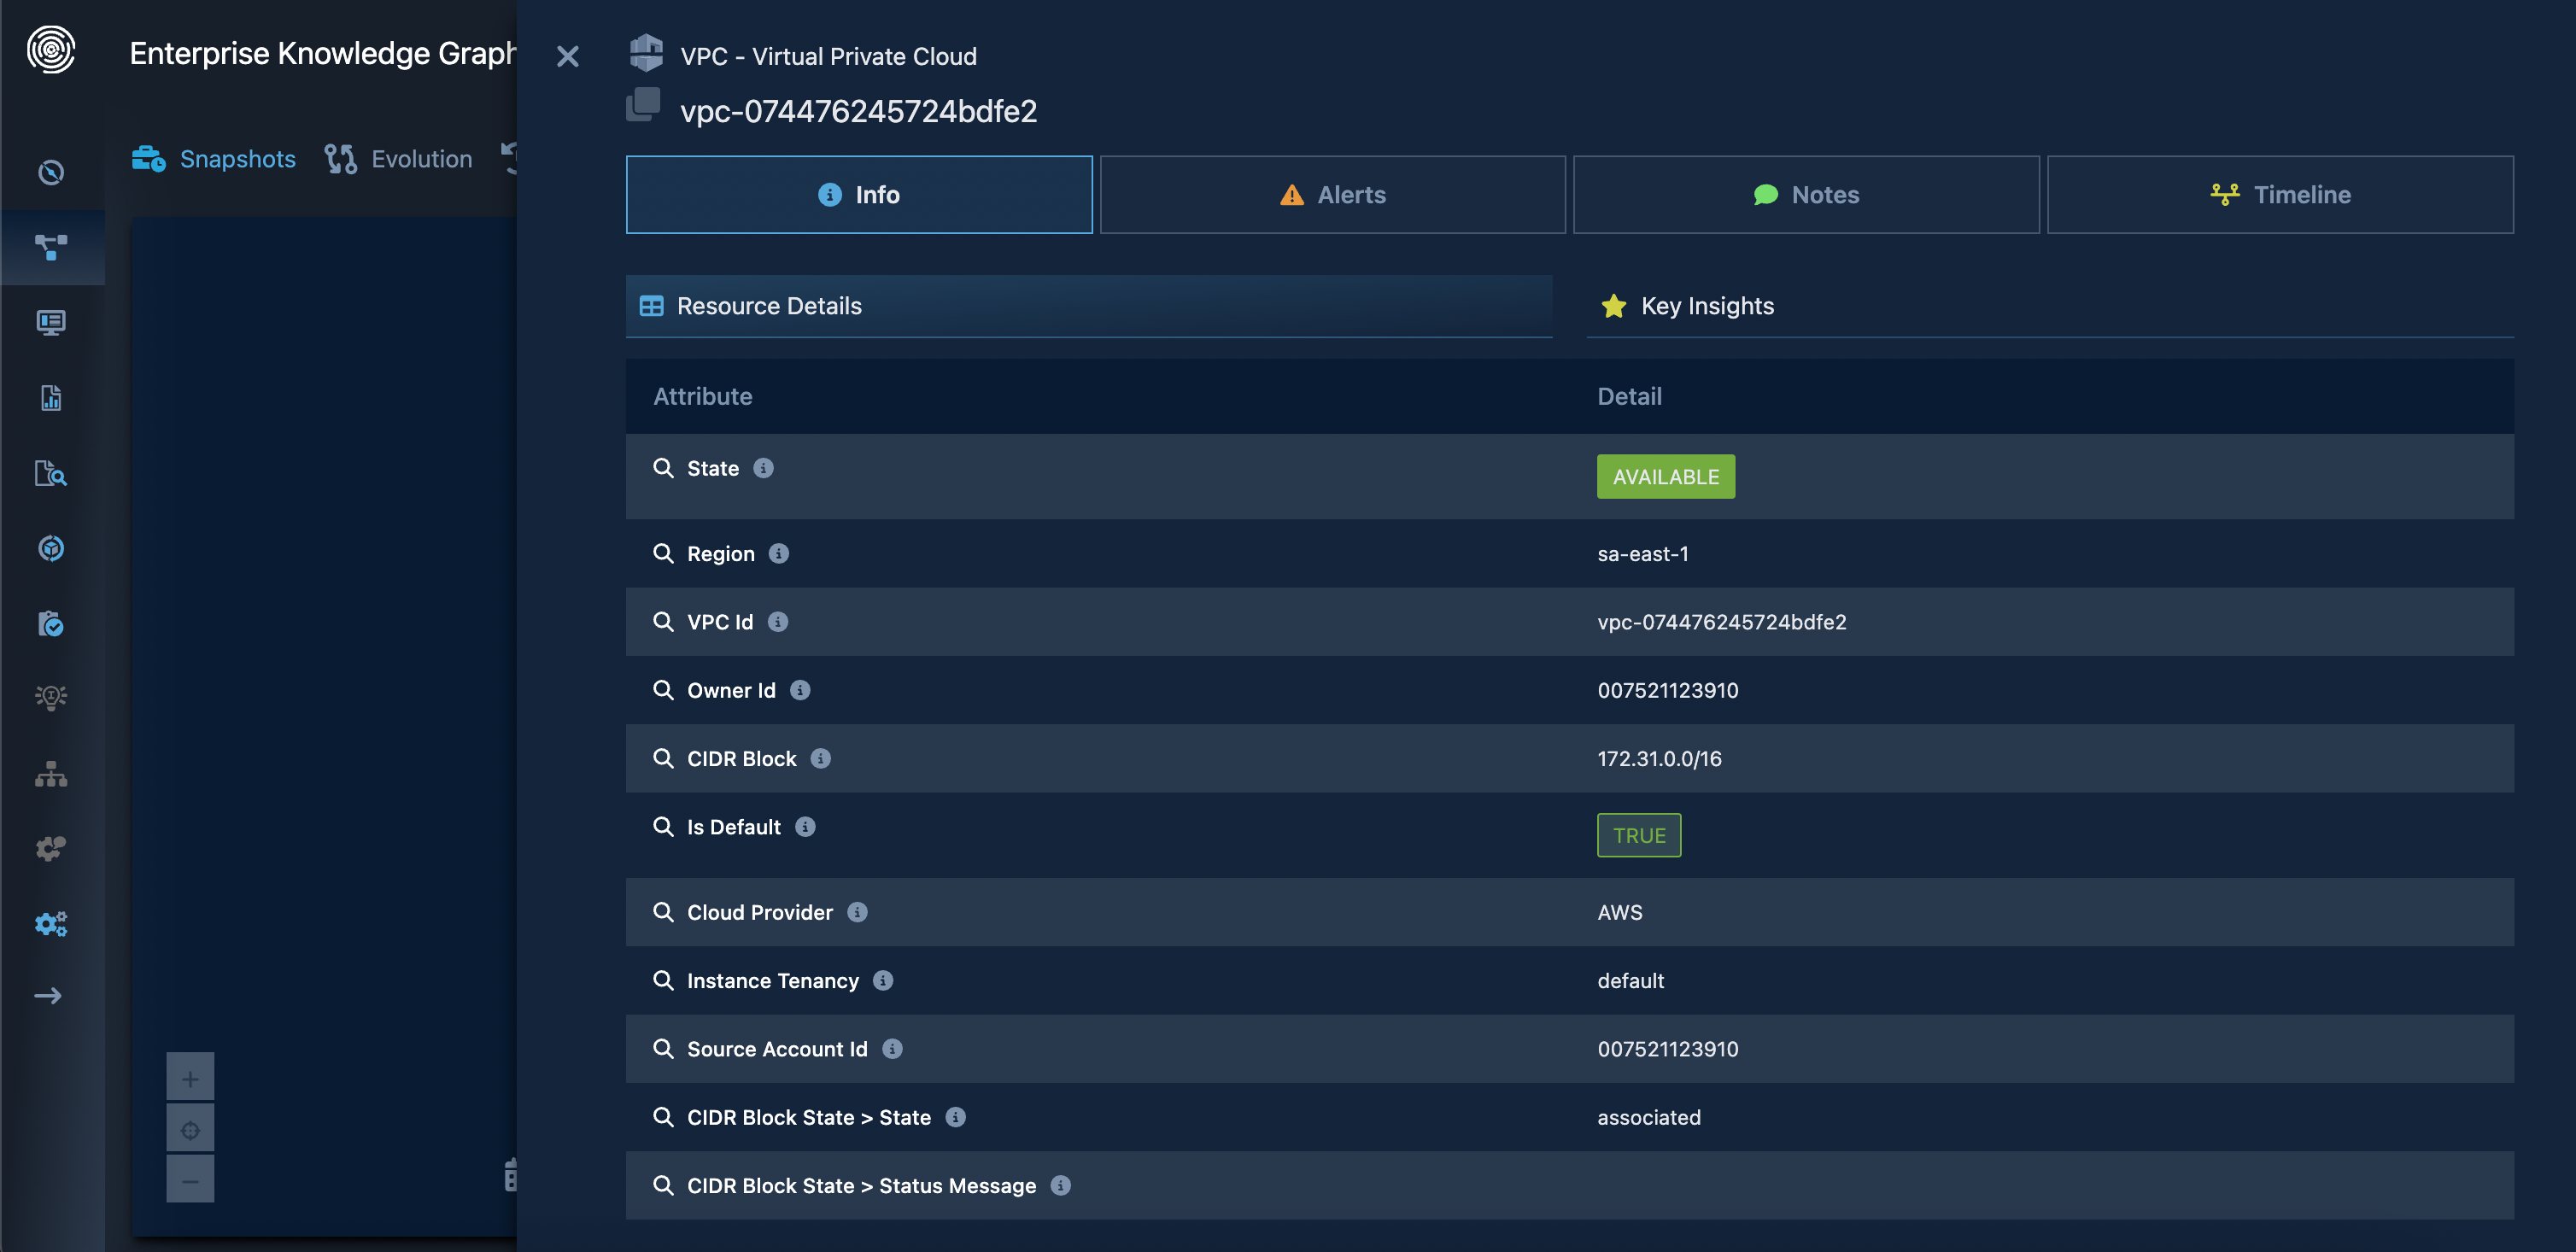 Enterprise Knowledge Graph
Snapshots
Evolution
VPC - Virtual Private Cloud
vpc-074476245724bdfe2
Info
Alerts
Notes
Timeline
Resource Details
Key Insights
Attribute Detail
State AVAILABLE
Region sa-east-1
VPC Id vpc-074476245724bdfe2
Owner Id 007521123910
CIDR Block 172.31.0.0/16
Is Default TRUE
Cloud Provider AWS
Instance Tenancy default
Source Account Id 007521123910
CIDR Block State > State associated
CIDR Block State > Status Message